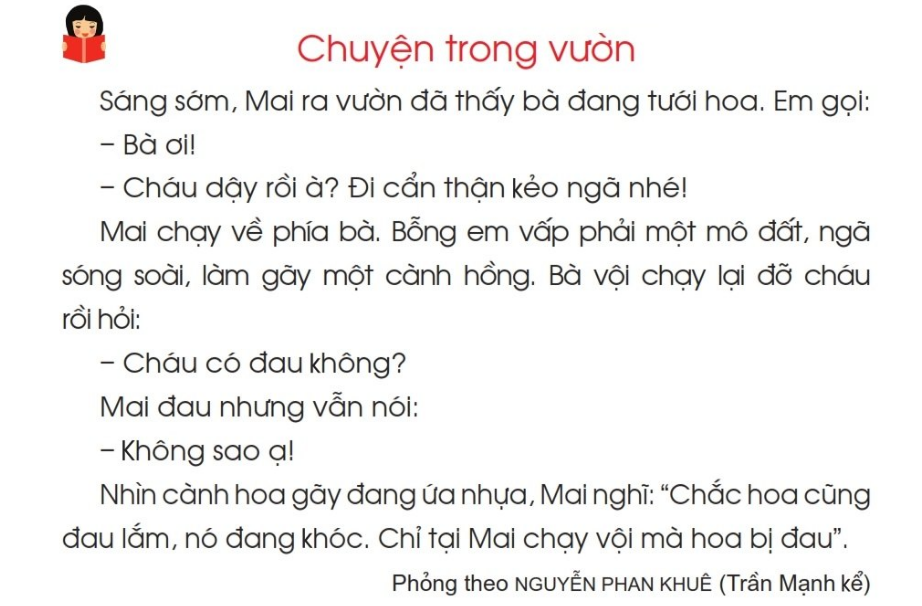 Chuyện trong vườn
Sáng sớm, Mai ra vườn đã thấy bà đang tưới hoa. Em gọi:
– Bà ơi!
– Cháu dậy rồi à? Đi cẩn thận kẻo ngã nhé!
Mai chạy về phía bà. Bỗng em vấp phải một mô đất, ngã
sóng soài, làm gãy một cành hồng. Bà vội chạy lại đỡ cháu
rồi hỏi:
– Cháu có đau không?
Mai đau nhưng vẫn nói:
– Không sao ạ!
Nhìn cành hoa gãy đang ứa nhựa, Mai nghĩ: “Chắc hoa cũng
đau lắm, nó đang khóc. Chỉ tại Mai chạy vội mà hoa bị đau”.
Phỏng theo NGUYỄN PHAN KHUÊ (Trần Mạnh kể)